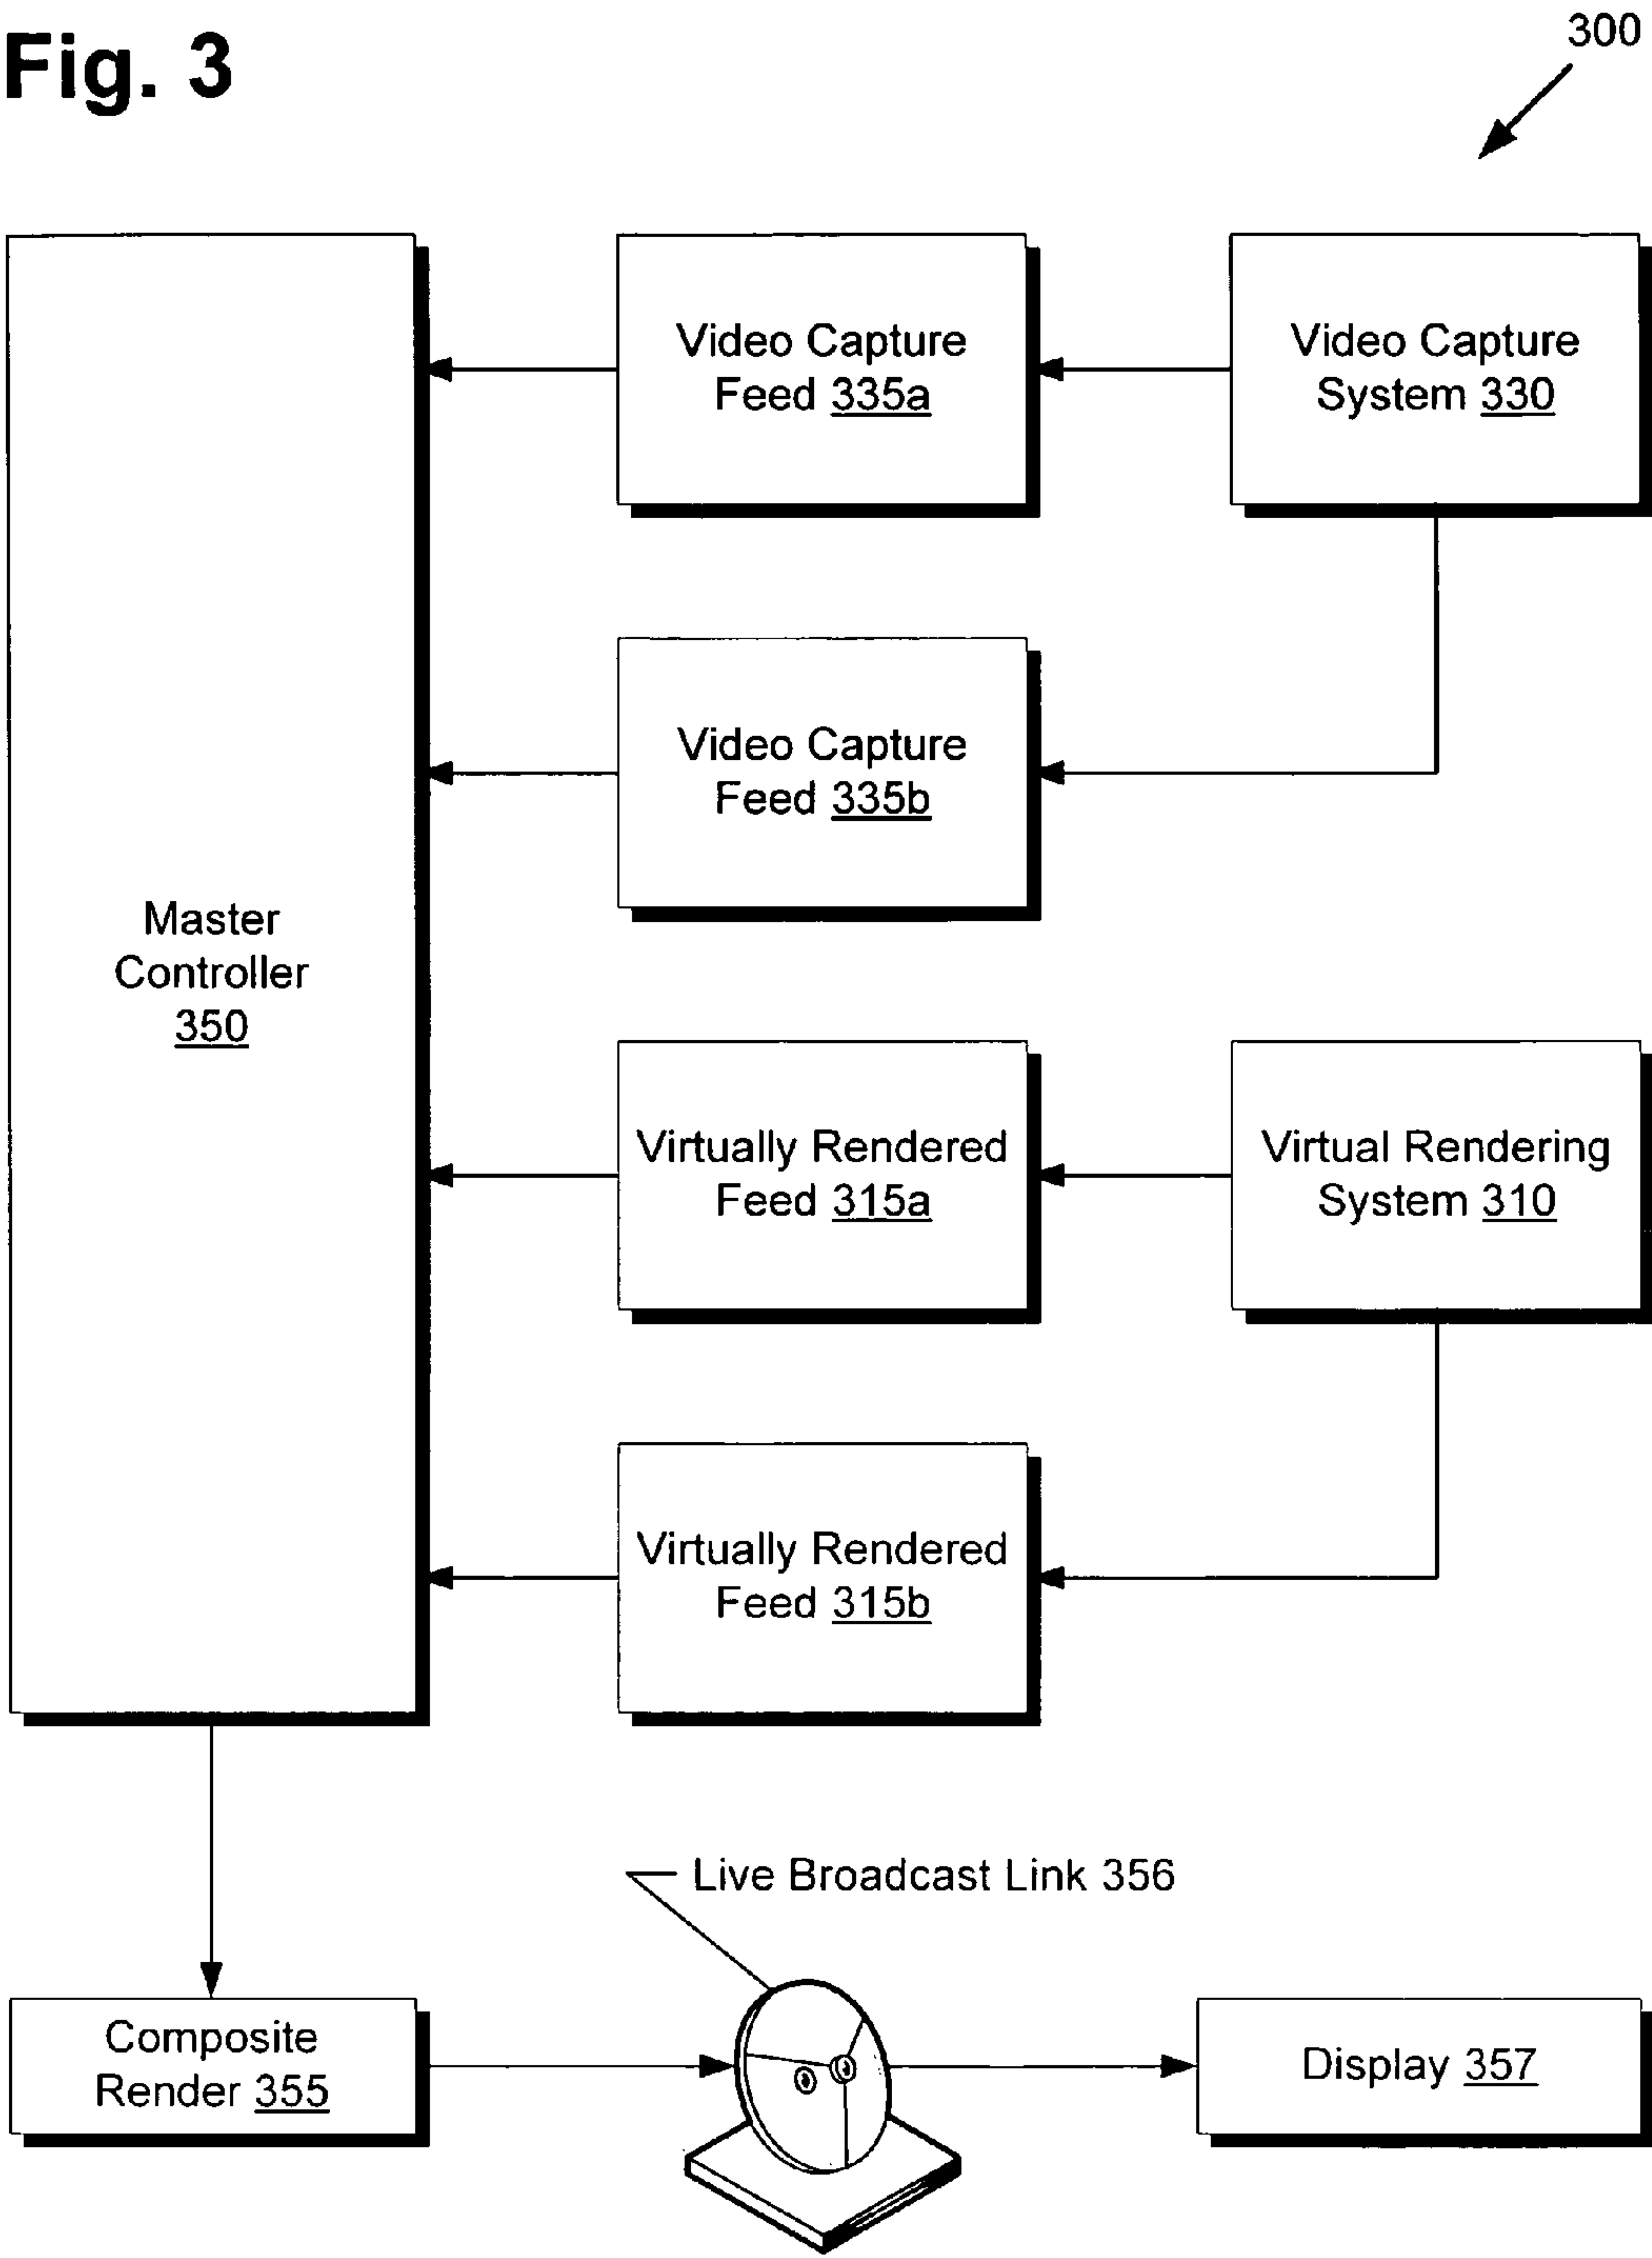 Fig. 3
300
Video Capture
Feed 335a
Video Capture
System 330
Video Capture
Feed 335b
Master
Controller
350
Virtually Rendered
Feed 315a
Virtual Rendering
System 310
Virtually Rendered
Feed 315b
Live Broadcast Link 356
Composite
Render 355
Display 357